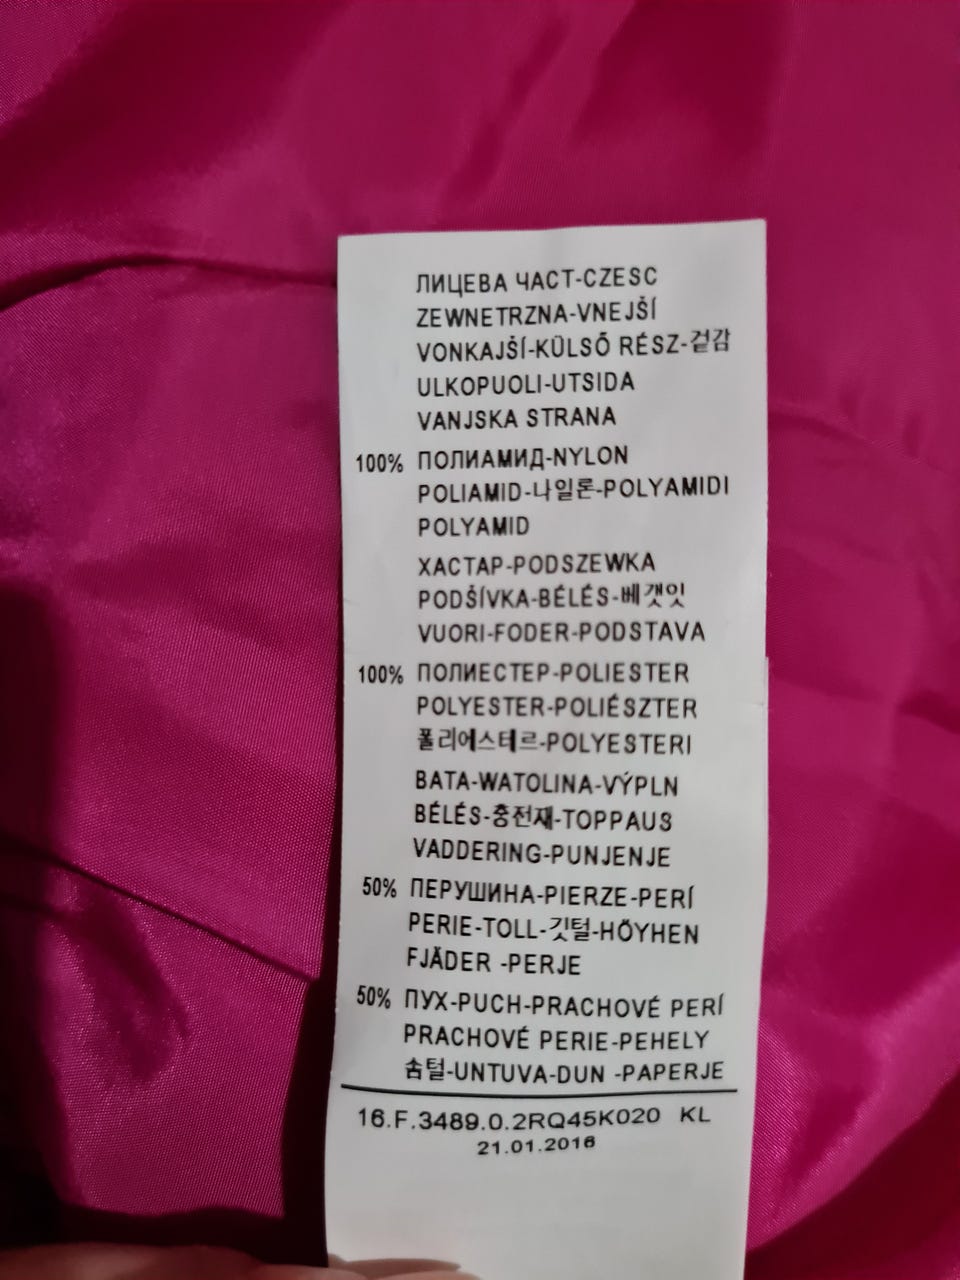 ЛИЦЕВА ЧАСТ-CZESC
ZEWNETRZNA-VNEJŠÍ
VONKAJŠÍ-KÜLSŐ RÉSZ-겉감
ULKOPUOLI-UTSIDA
VANJSKA STRANA
100% ПОЛИАМИД-NYLON
POLIAMID-나일론-POLYAMIDI
POLYAMID
ХАСТАР-PODSZEWKA
PODŠÍVKA-BÉLÉS-베갯잇
VUORI-FODER-PODSTAVA
100% ПОЛИЕСТЕР-POLIESTER
POLYESTER-POLIÉSZTER
폴리에스테르-POLYESTERI
ВАТА-WATOLINA-VÝPLN
BÉLÉS-충전재-TOPPAUS
VADDERING-PUNJENJE
50% ПЕРУШИНА-PIERZE-PERÍ
PERIE-TOLL-깃털-HÖYHEN
FJÄDER -PERJE
50% ПУХ-PUCH-PRACHOVÉ PERÍ
PRACHOVÉ PERIE-PEHELY
솜털-UNTUVA-DUN -PAPERJE
16.F.3489.0.2RQ45K020 KL
21.01.2016